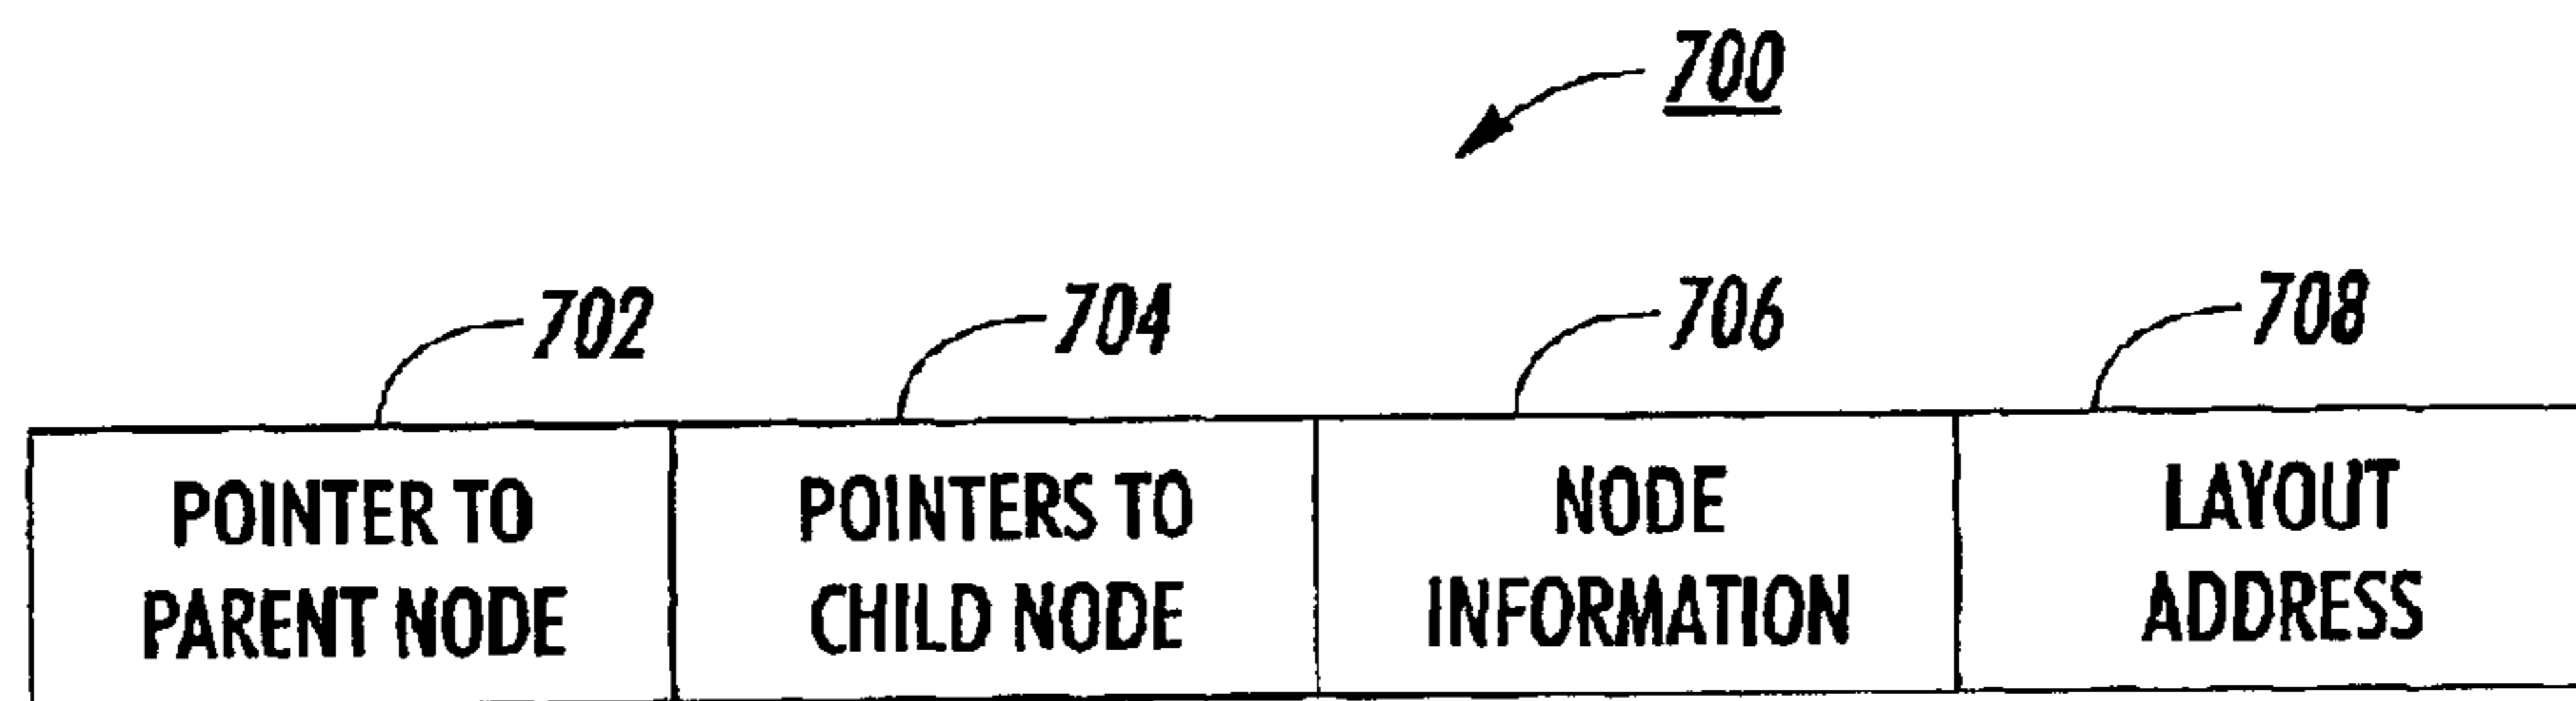 700
702
704
706
708
POINTER TO
PARENT NODE
POINTERS TO
CHILD NODE
NODE
INFORMATION
LAYOUT
ADDRESS